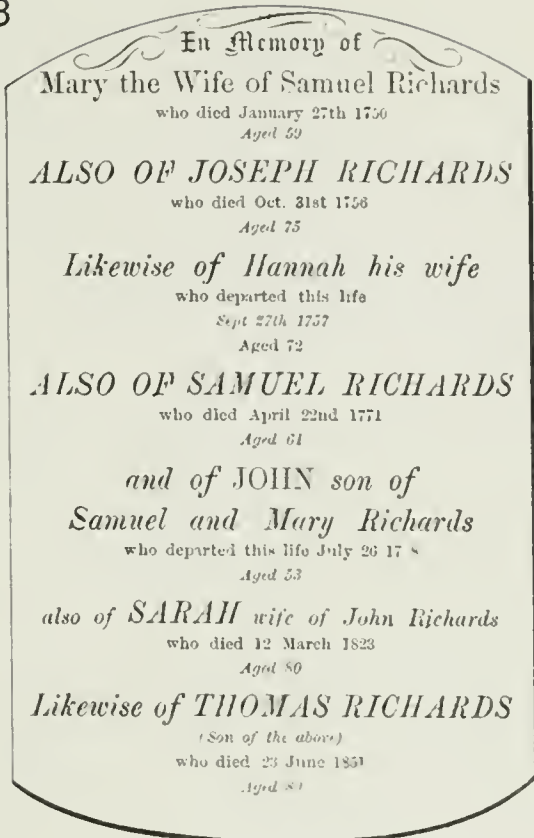 8
In Memory of
Mary the Wife of Samuel Richards
who died January 27th
Aged 59
ALSO OF JOSEPH RICHARDS
who died Oct. 31st 1756
Aged 75
Likewise of Hannah his wife
who departed this life
Sept 27th 1757
Aged 72
ALSO OF SAMUEL RICHARDS
who died April 22nd 1771
Aged 61
and of JOHN son of
Samuel and Mary Richards
who departed this life July 26
Aged 53
also of SARAH wife of John Richards
who died 12 March 1823
Aged 80
Likewise of THOMAS RICHARDS
(Son of the above)
who died 23 June 1851
Aged